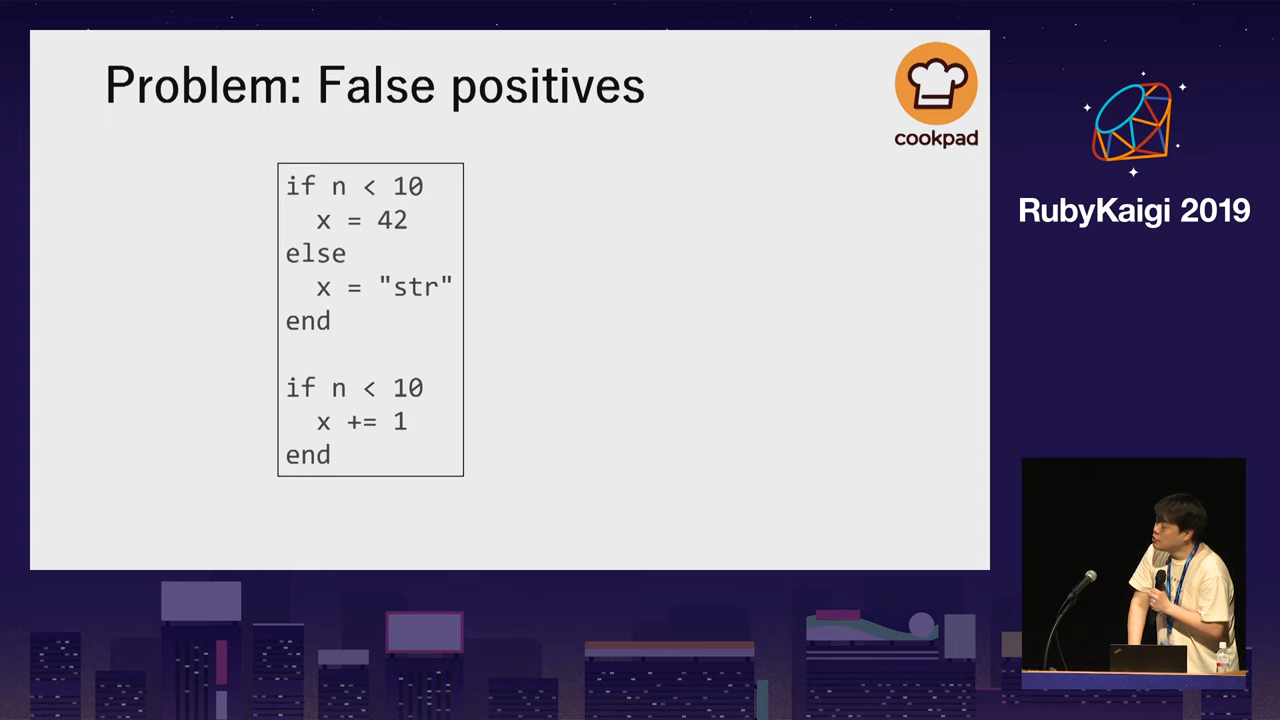 Problem: False positives
cookpad
if n < 10
  x = 42
else
  x = "str"
end

if n < 10
  x += 1
end
RubyKaigi 2019